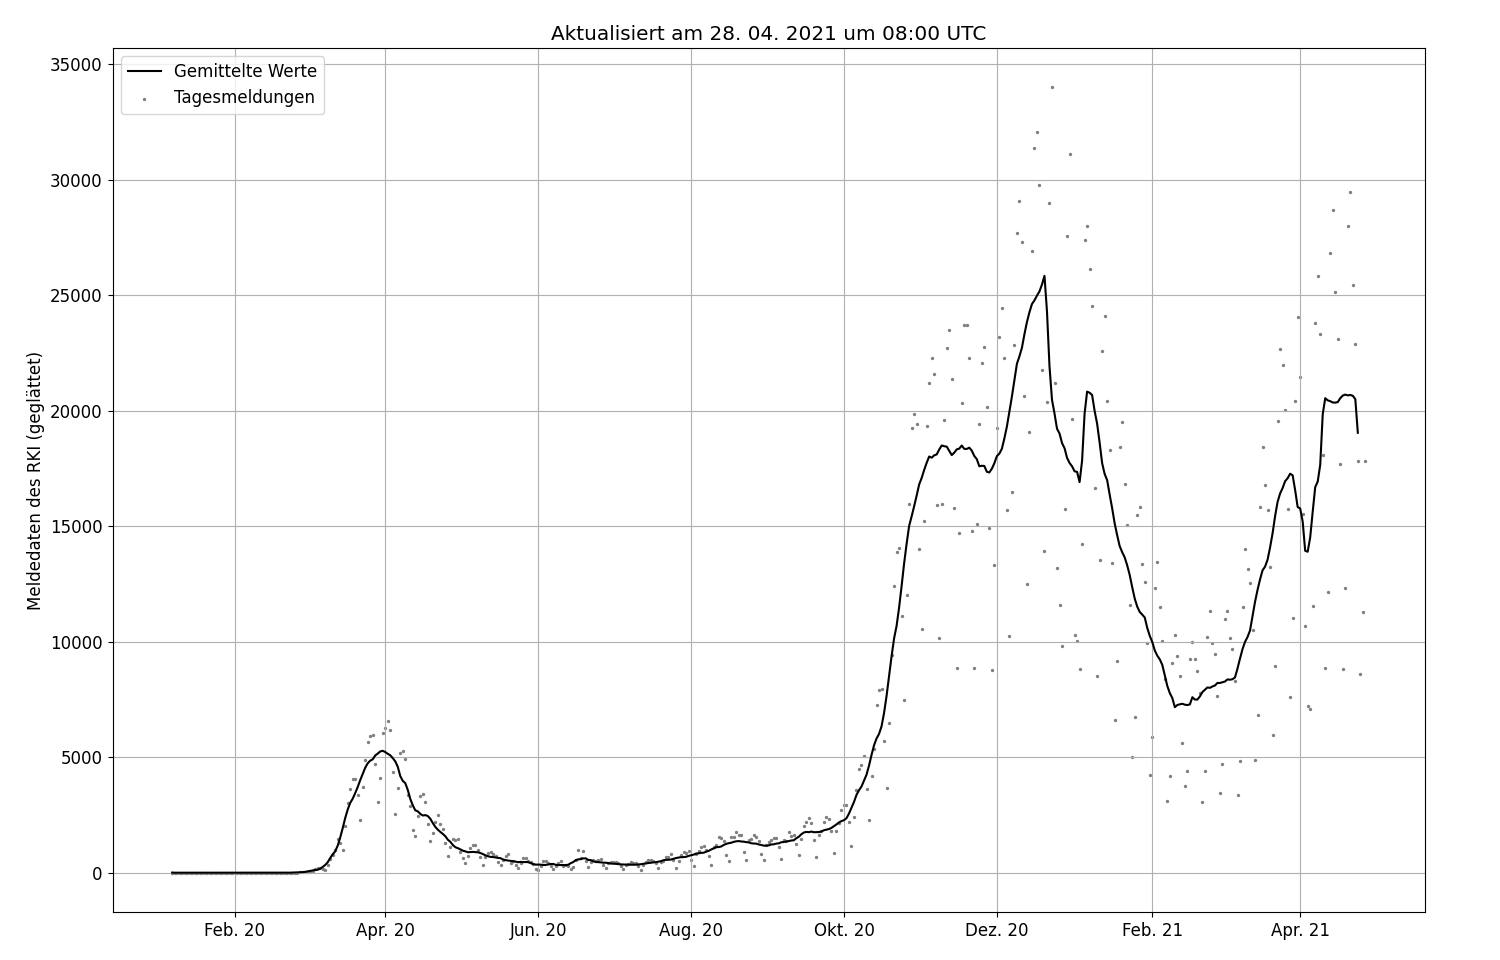 Aktualisiert am 28. 04. 2021 um 08:00 UTC
Gemittelte Werte
Tagesmeldungen
Meldedaten des RKI (geglättet)
35000
30000
25000
20000
15000
10000
5000
0
Feb. 20 Apr. 20 Jun. 20 Aug. 20 Okt. 20 Dez. 20 Feb. 21 Apr. 21